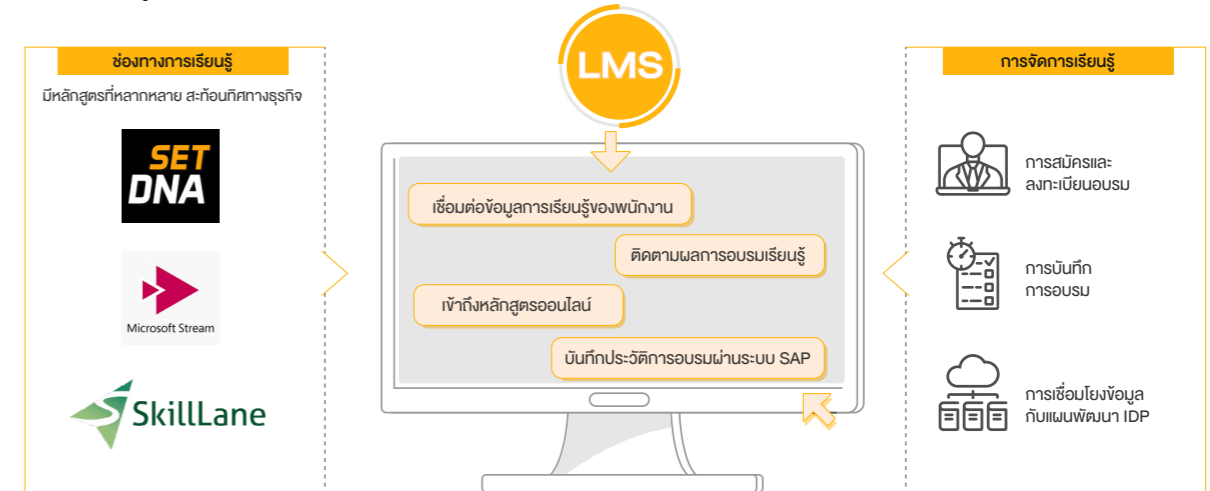 LMS
ช่องทางการเรียนรู้
มีหลักสูตรที่หลากหลาย สะท้อนทิศทางธุรกิจ
SET
DNA
Microsoft Stream
SkillLane
เชื่อมต่อข้อมูลการเรียนรู้ของพนักงาน
ติดตามผลการอบรมเรียนรู้
เข้าถึงหลักสูตรออนไลน์
บันทึกประวัติการอบรมผ่านระบบ SAP
การจัดการเรียนรู้
การสมัครและ
ลงทะเบียนอบรม
การบันทึก
การอบรม
การเชื่อมโยงข้อมูล
กับแผนพัฒนา IDP